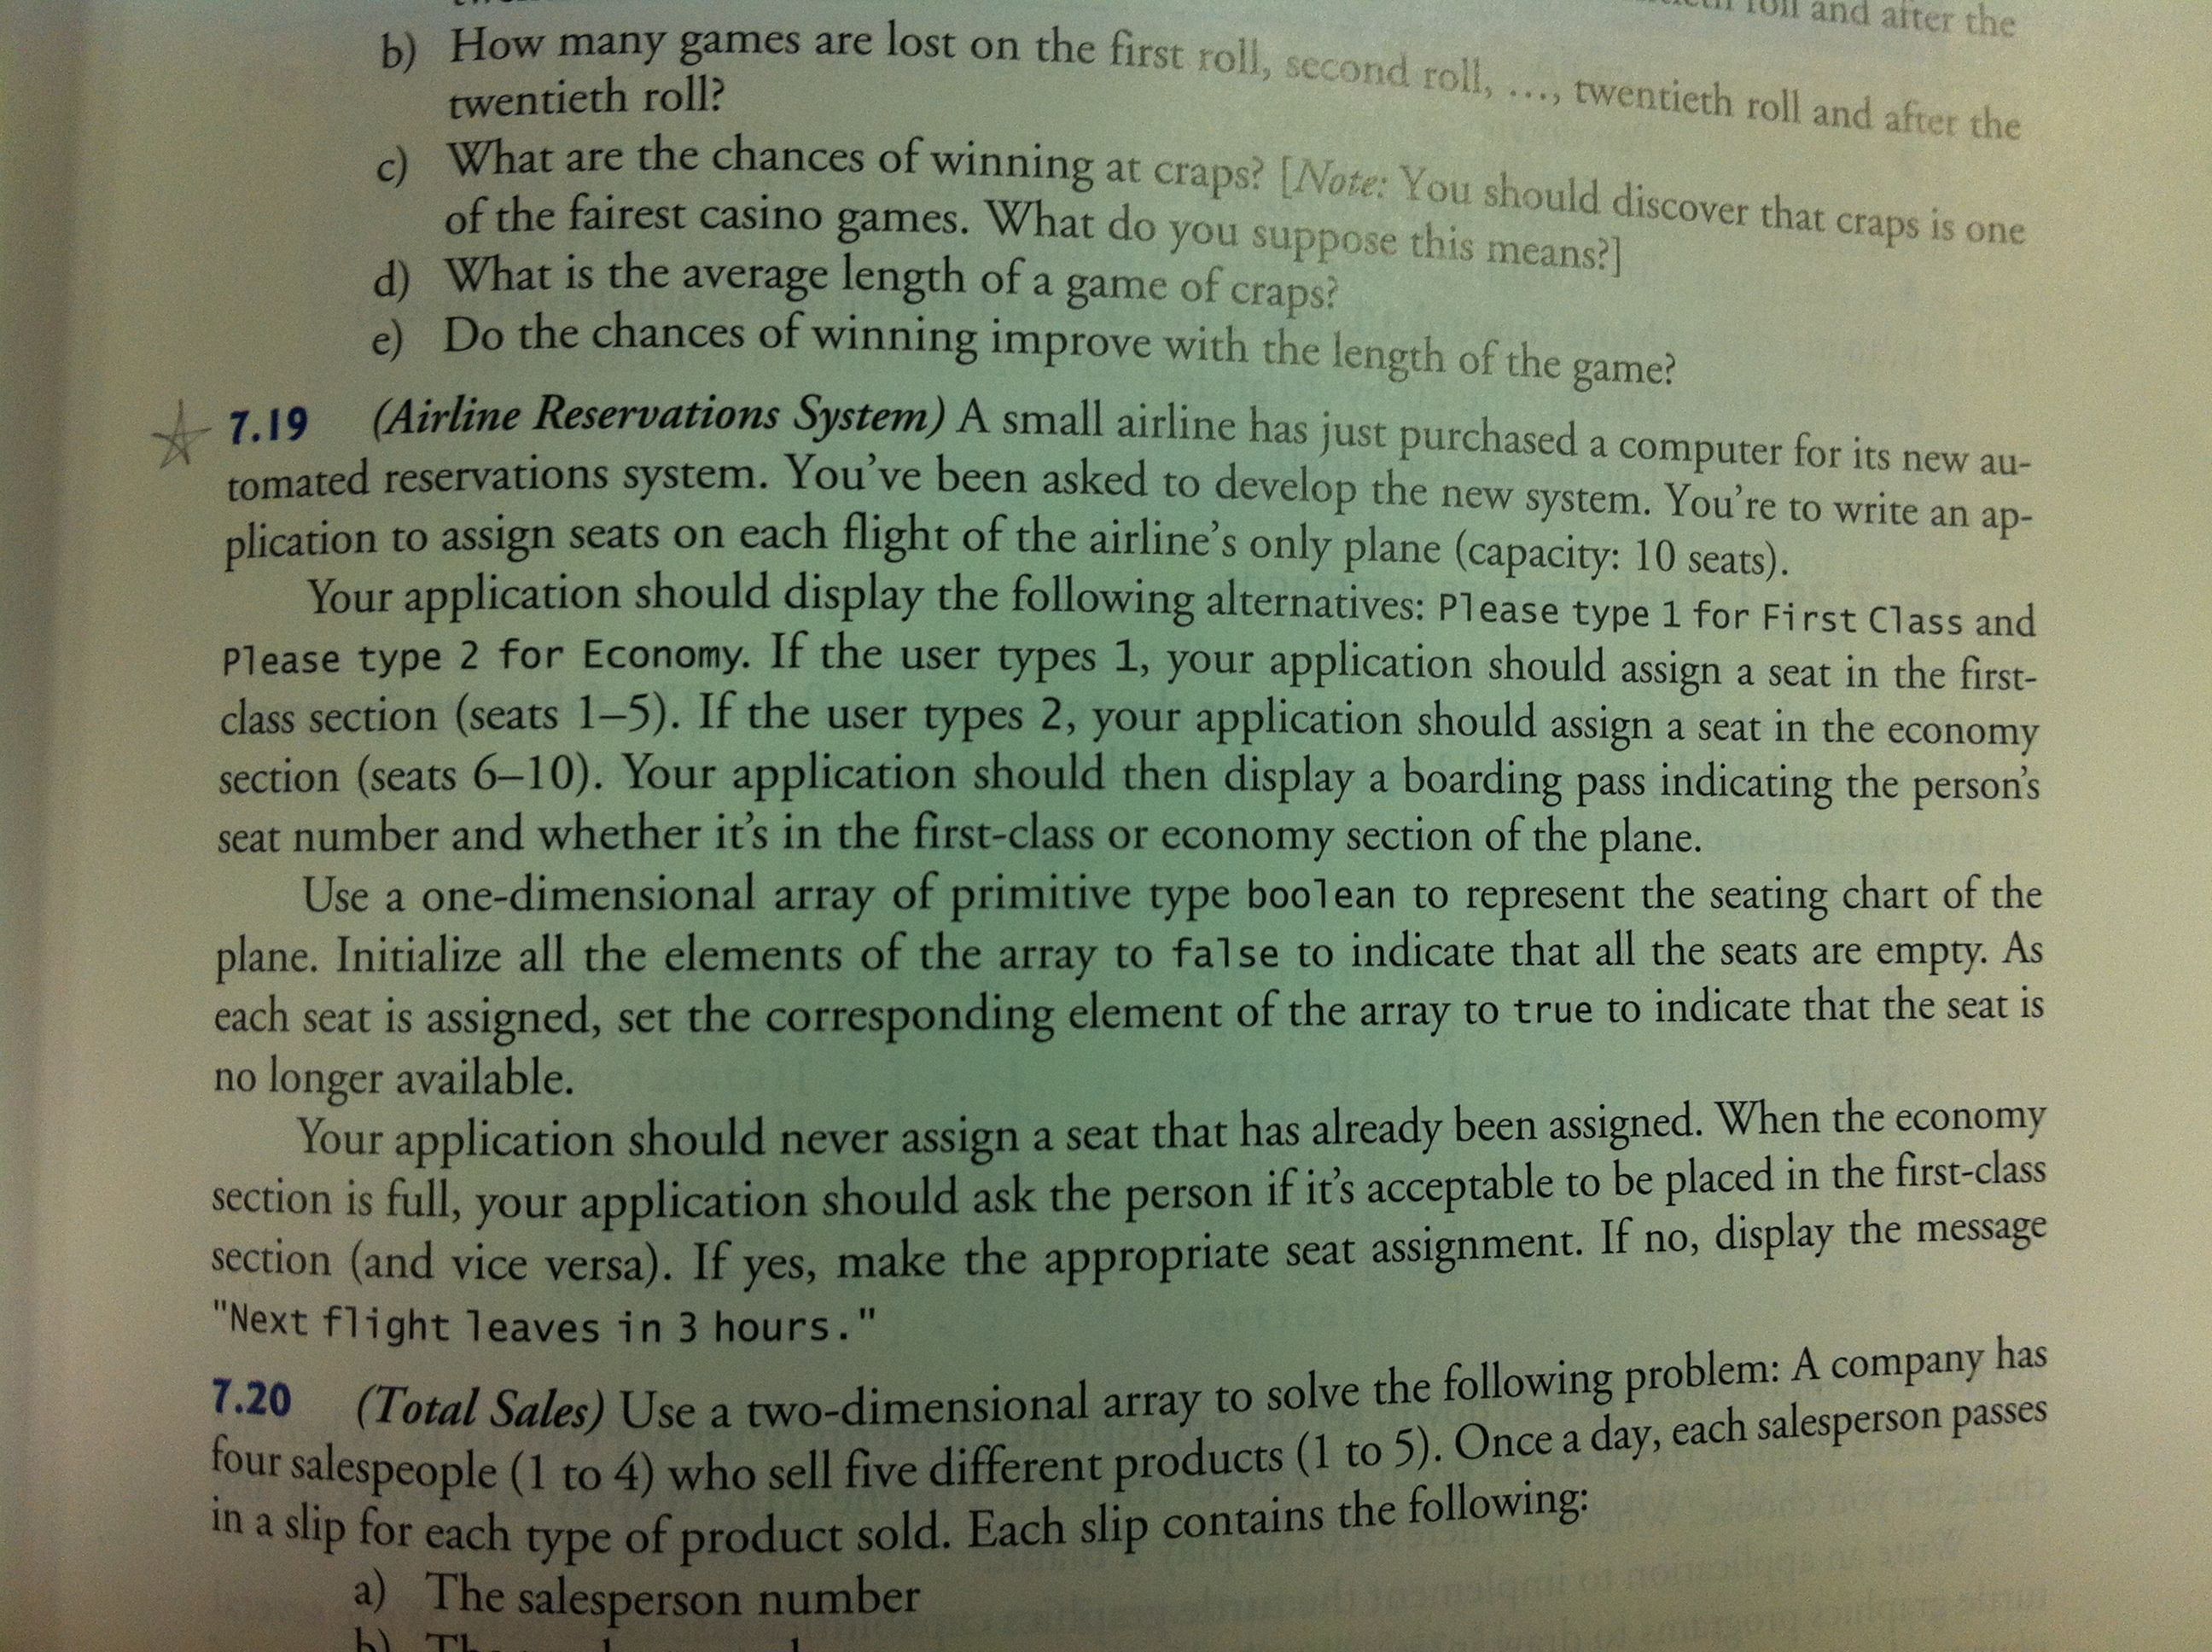 roll and after the
b) How many games are lost on the first roll, second roll, ..., twentieth roll and after the
twentieth roll?
c) What are the chances of winning at craps? [Note: You should discover that craps is one
of the fairest casino games. What do you suppose this means?]
d) What is the average length of a game of craps?
e) Do the chances of winning improve with the length of the game?
7.19 (Airline Reservations System) A small airline has just purchased a computer for its new au-
tomated reservations system. You've been asked to develop the new system. You're to write an ap-
plication to assign seats on each flight of the airline's only plane (capacity: 10 seats).
Your application should display the following alternatives: Please type 1 for First Class and
Please type 2 for Economy. If the user types 1, your application should assign a seat in the first-
class section (seats 1–5). If the user types 2, your application should assign a seat in the economy
section (seats 6–10). Your application should then display a boarding pass indicating the person's
seat number and whether it's in the first-class or economy section of the plane.
Use a one-dimensional array of primitive type boolean to represent the seating chart of the
plane. Initialize all the elements of the array to false to indicate that all the seats are empty. As
each seat is assigned, set the corresponding element of the array to true to indicate that the seat is
no longer available.
Your application should never assign a seat that has already been assigned. When the economy
section is full, your application should ask the person if it's acceptable to be placed in the first-class
section (and vice versa). If yes, make the appropriate seat assignment. If no, display the message
"Next flight leaves in 3 hours."
7.20 (Total Sales) Use a two-dimensional array to solve the following problem: A company has
four salespeople (1 to 4) who sell five different products (1 to 5). Once a day, each salesperson passes
in a slip for each type of product sold. Each slip contains the following:
a) The salesperson number
b)